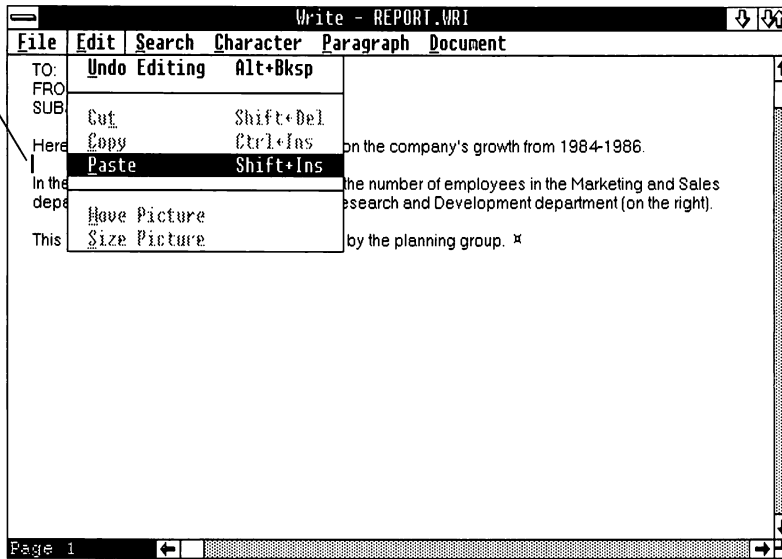 Write - REPORT.WRI
File Edit Search Character Paragraph Document
Undo Editing Alt+Bksp
Cut Shift+Del
Copy Ctrl+Ins
Paste Shift+Ins
Move Picture
Size Picture
TO:
FRO
SUB
Here on the company's growth from 1984-1986.
In the the number of employees in the Marketing and Sales
depa esearch and Development department (on the right).
This by the planning group. ¤
Page 1